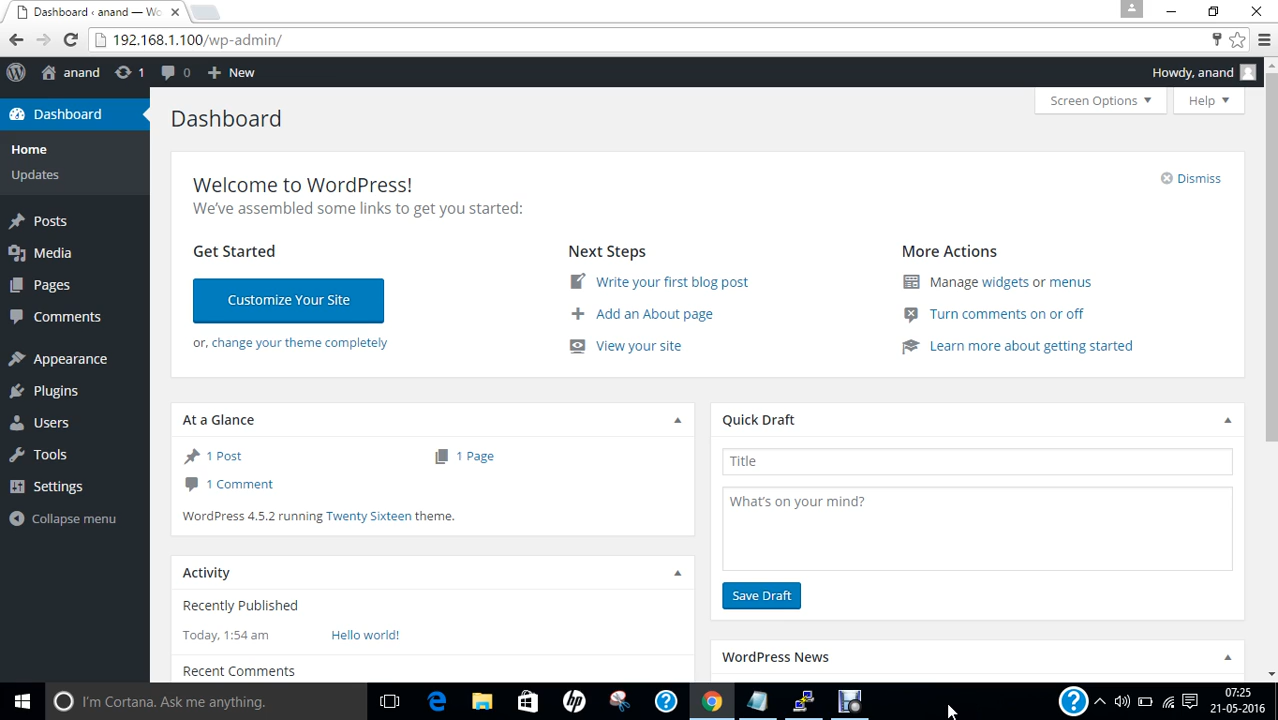 Dashboard ‹ anand — Wo
192.168.1.100/wp-admin/
anand 1 0 New
Howdy, anand
Dashboard
Home
Updates
Posts
Media
Pages
Comments
Appearance
Plugins
Users
Tools
Settings
Collapse menu
Screen Options Help
Dashboard
Welcome to WordPress!
Dismiss
We've assembled some links to get you started:
Get Started
Customize Your Site
or, change your theme completely
Next Steps
Write your first blog post
Add an About page
View your site
More Actions
Manage widgets or menus
Turn comments on or off
Learn more about getting started
At a Glance
1 Post 1 Page
1 Comment
WordPress 4.5.2 running Twenty Sixteen theme.
Activity
Recently Published
Today, 1:54 am Hello world!
Recent Comments
Quick Draft
Title
What's on your mind?
Save Draft
WordPress News
I'm Cortana. Ask me anything.
07:25
21-05-2016